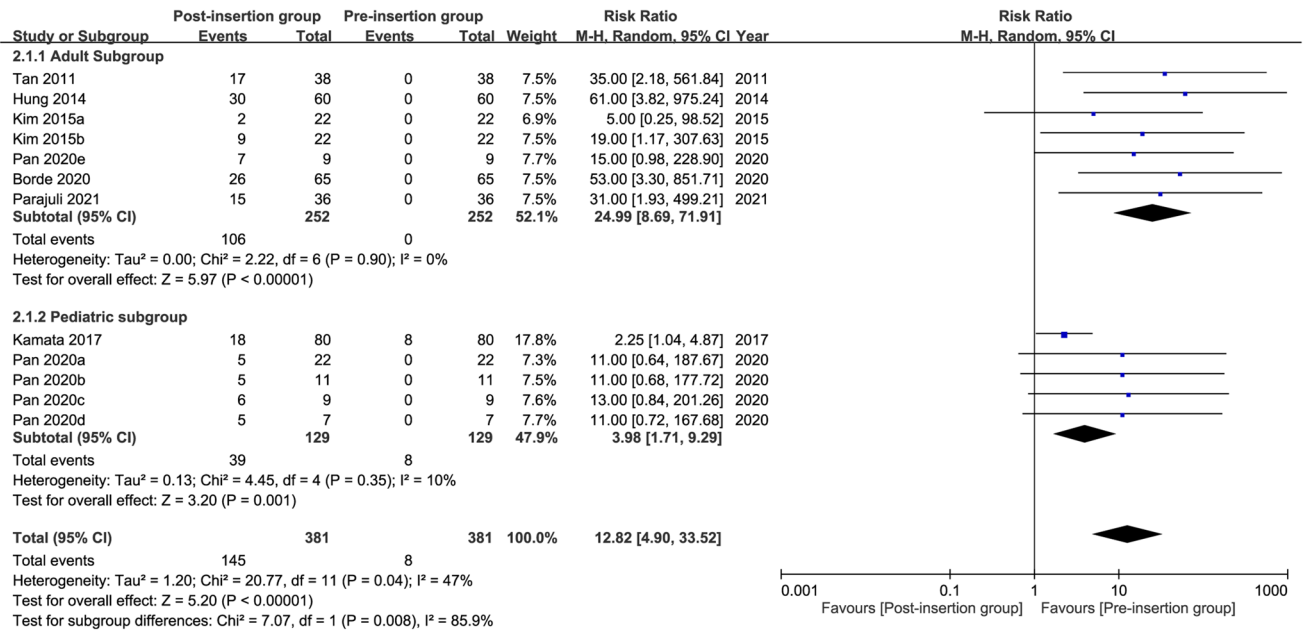 Post-insertion group Pre-insertion group Risk Ratio Risk Ratio
Study or Subgroup Events Total Events Total Weight M-H, Random, 95% CI Year M-H, Random, 95% CI
2.1.1 Adult Subgroup
Tan 2011 17 38 0 38 7.5% 35.00 [2.18, 561.84] 2011
Hung 2014 30 60 0 60 7.5% 61.00 [3.82, 975.24] 2014
Kim 2015a 2 22 0 22 6.9% 5.00 [0.25, 98.52] 2015
Kim 2015b 9 22 0 22 7.5% 19.00 [1.17, 307.63] 2015
Pan 2020e 7 9 0 9 7.7% 15.00 [0.98, 228.90] 2020
Borde 2020 26 65 0 65 7.5% 53.00 [3.30, 851.71] 2020
Parajuli 2021 15 36 0 36 7.5% 31.00 [1.93, 499.21] 2021
Subtotal (95% CI) 252 252 52.1% 24.99 [8.69, 71.91]
Total events 106 0
Heterogeneity: Tau² = 0.00; Chi² = 2.22, df = 6 (P = 0.90); I² = 0%
Test for overall effect: Z = 5.97 (P < 0.00001)
2.1.2 Pediatric subgroup
Kamata 2017 18 80 8 80 17.8% 2.25 [1.04, 4.87] 2017
Pan 2020a 5 22 0 22 7.3% 11.00 [0.64, 187.67] 2020
Pan 2020b 5 11 0 11 7.5% 11.00 [0.68, 177.72] 2020
Pan 2020c 6 9 0 9 7.6% 13.00 [0.84, 201.26] 2020
Pan 2020d 5 7 0 7 7.7% 11.00 [0.72, 167.68] 2020
Subtotal (95% CI) 129 129 47.9% 3.98 [1.71, 9.29]
Total events 39 8
Heterogeneity: Tau² = 0.13; Chi² = 4.45, df = 4 (P = 0.35); I² = 10%
Test for overall effect: Z = 3.20 (P = 0.001)
Total (95% CI) 381 381 100.0% 12.82 [4.90, 33.52]
Total events 145 8
Heterogeneity: Tau² = 1.20; Chi² = 20.77, df = 11 (P = 0.04); I² = 47%
Test for overall effect: Z = 5.20 (P < 0.00001)
Test for subgroup differences: Chi² = 7.07, df = 1 (P = 0.008), I² = 85.9%
0.001 0.1 1 10 1000
Favours [Post-insertion group] Favours [Pre-insertion group]